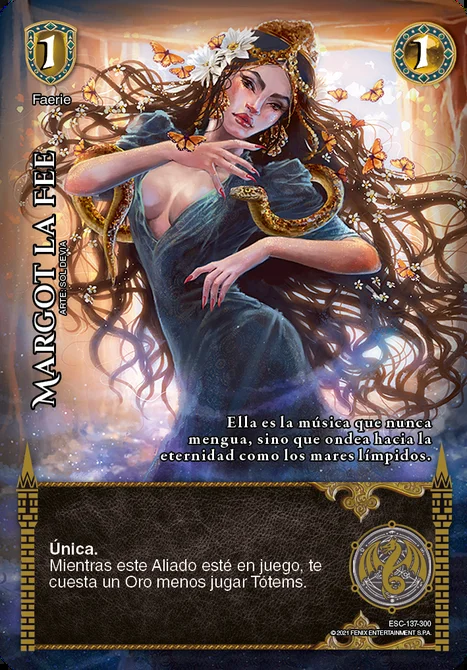 1
1
Faerie
MARGOT LA FEE
ARTE: SOLDEVIA
Ella es la música que nunca
mengua, sino que ondea hacia la
eternidad como los mares límpidos.
Única.
Mientras este Aliado esté en juego, te
cuesta un Oro menos jugar Tótems.
ESC-137-300
© 2021 FENIX ENTERTAINMENT S.P.A.